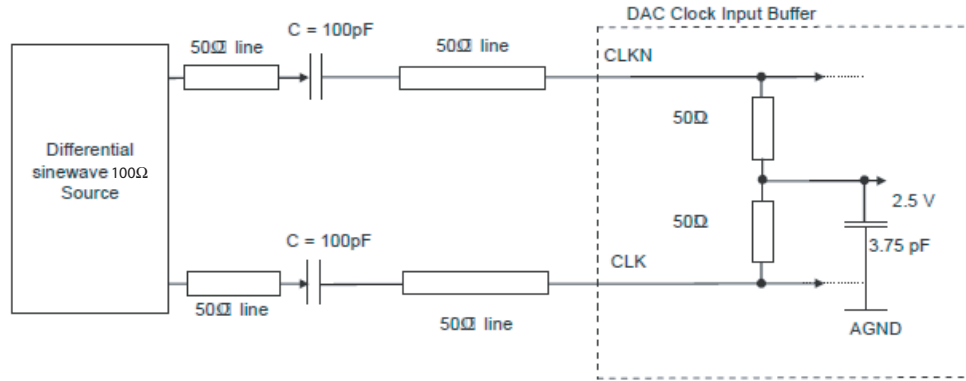 DAC Clock Input Buffer
C = 100pF
50Ω line
50Ω line
CLKN
50Ω
Differential
sinewave 100Ω
Source
2.5 V
50Ω
C = 100pF
3.75 pF
CLK
50Ω line
50Ω line
AGND